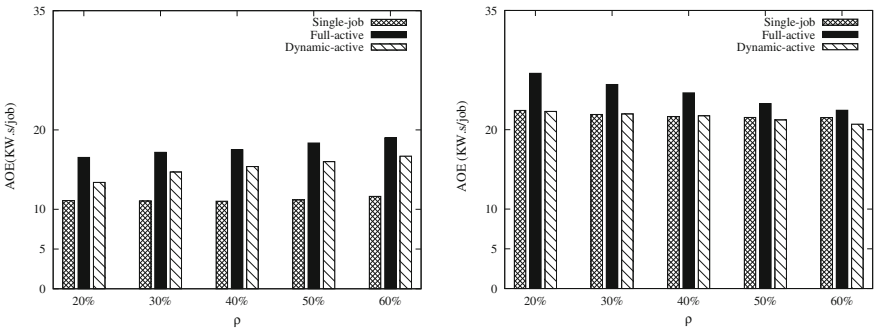 35
20
10
5
0
AOE(KW.s/job)
Single-job
Full-active
Dynamic-active
20% 30% 40% 50% 60%
ρ
35
20
10
5
0
AOE (KW.s/job)
Single-job
Full-active
Dynamic-active
20% 30% 40% 50% 60%
ρ